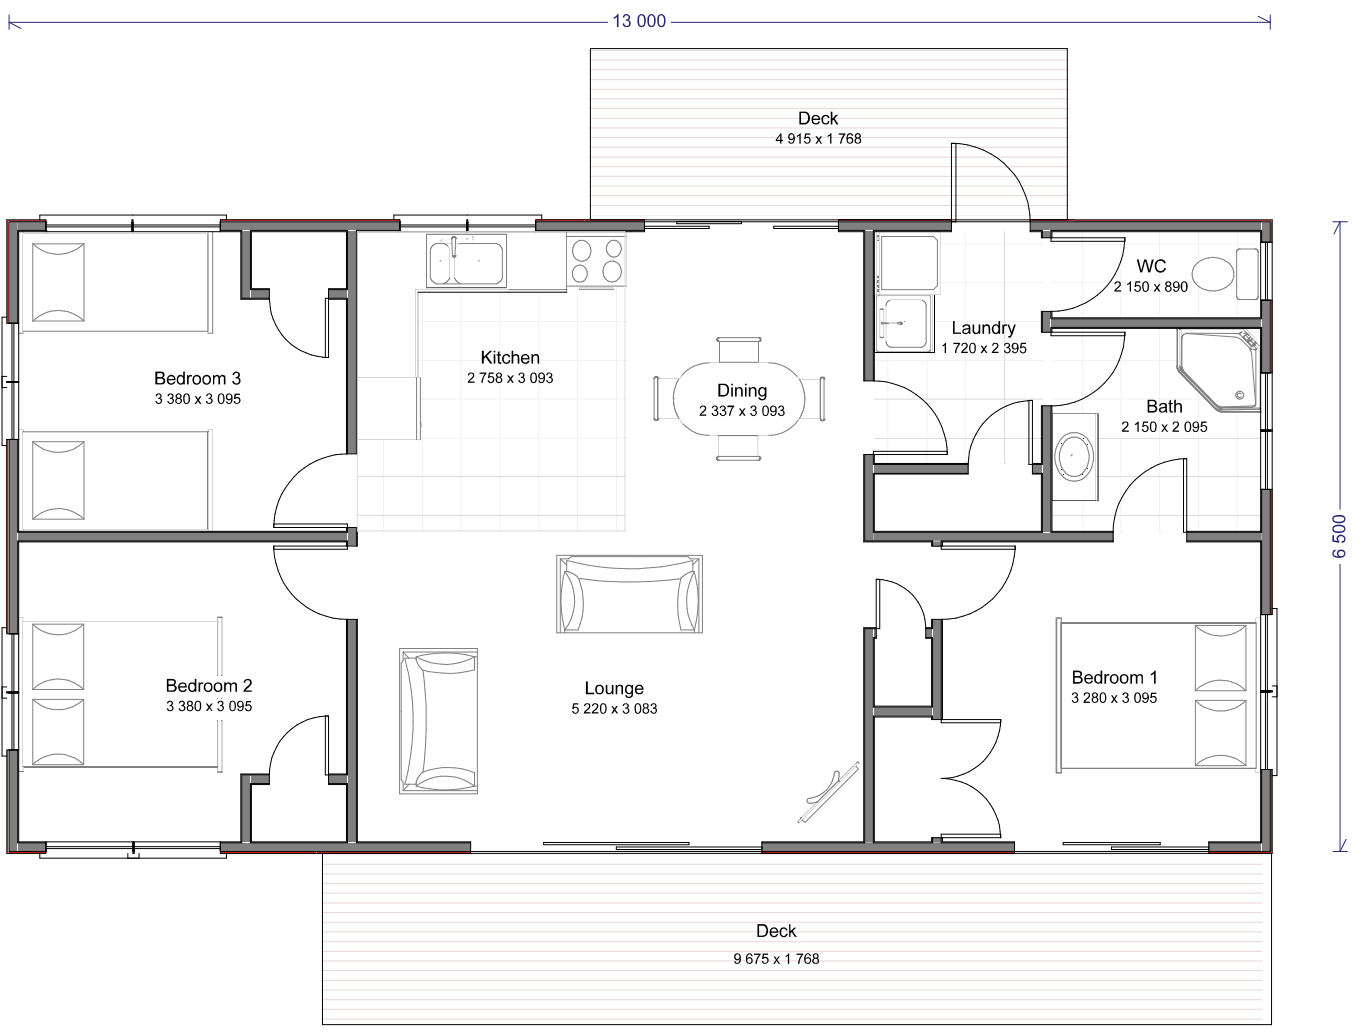 13 000
Deck
4 915 x 1 768
WC
2 150 x 890
Laundry
1 720 x 2 395
Kitchen
2 758 x 3 093
Bedroom 3
3 380 x 3 095
Dining
2 337 x 3 093
Bath
2 150 x 2 095
6 500
Bedroom 2
3 380 x 3 095
Lounge
5 220 x 3 083
Bedroom 1
3 280 x 3 095
Deck
9 675 x 1 768